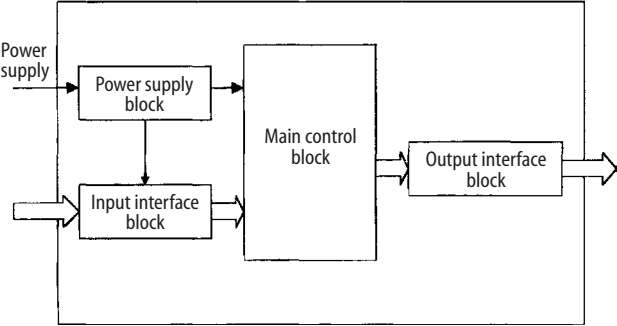 Power
supply
Power supply
block
Main control
block
Output interface
block
Input interface
block